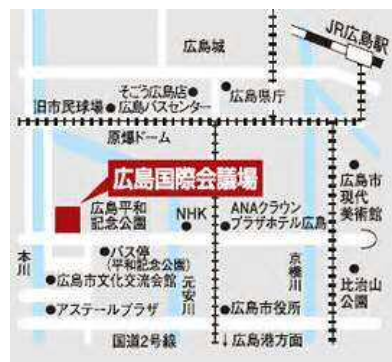 JR広島駅
広島城
そごう広島店
広島県庁
旧市民球場
広島バスセンター
原爆ドーム
広島国際会議場
広島平和
記念公園
NHK
ANAクラウン
プラザホテル広島
広島市
現代
美術館
本川
バス停
(平和記念公園)
元安川
京橋川
広島市文化交流会館
比治山
公園
アステールプラザ
広島市役所
国道2号線
↓広島港方面